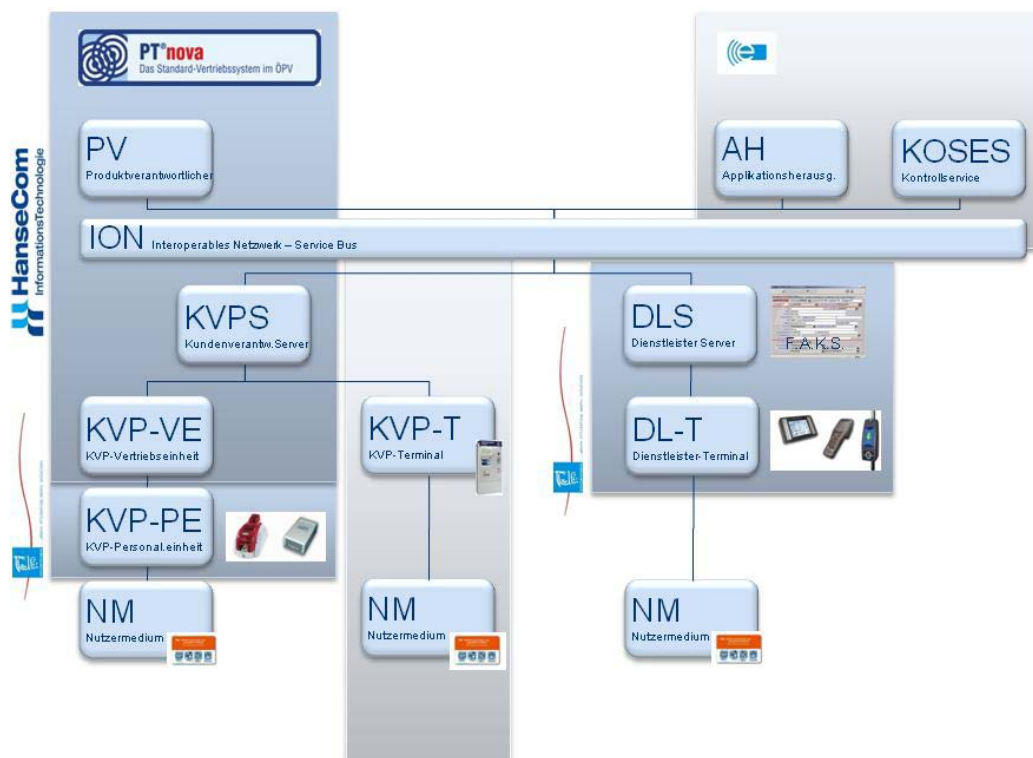 PT®nova
Das Standard-Vertriebssystem im ÖPV
HanseCom
InformationsTechnologie
PV
Produktverantwortlicher
AH
Applikationsherausg.
KOSES
Kontrollservice
ION Interoperables Netzwerk – Service Bus
KVPS
Kundenverantw.Server
DLS
Dienstleister Server
F.A.K.S.
KVP-VE
KVP-Vertriebseinheit
KVP-T
KVP-Terminal
DL-T
Dienstleister-Terminal
KVP-PE
KVP-Personal.einheit
NM
Nutzermedium
NM
Nutzermedium
NM
Nutzermedium